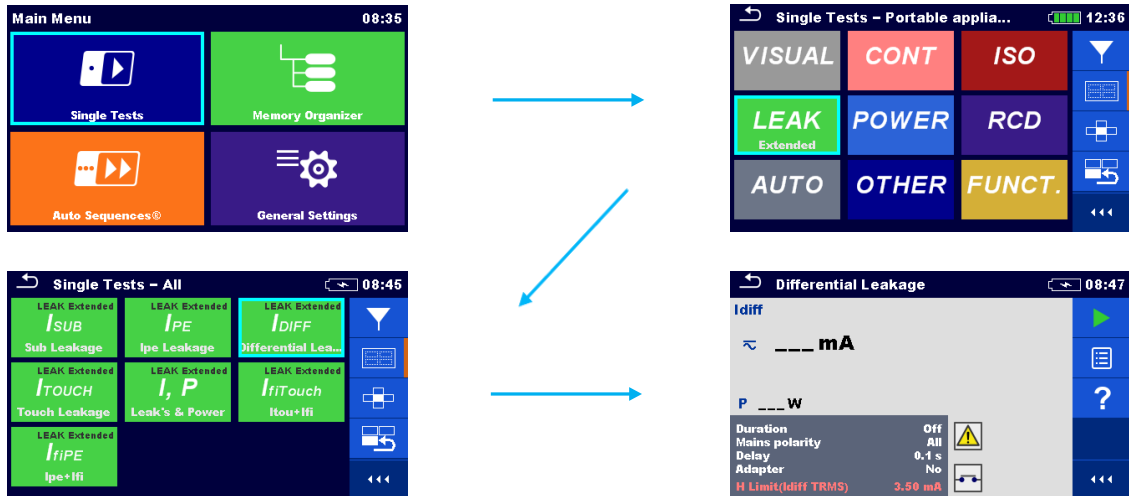 Main Menu 08:35
Single Tests
Memory Organizer
Auto Sequences®
General Settings
Single Tests – Portable applia... 12:36
VISUAL CONT ISO
LEAK POWER RCD
Extended
AUTO OTHER FUNCT.
Single Tests – All 08:45
LEAK Extended LEAK Extended LEAK Extended
ISUB IPE IDIFF
Sub Leakage Ipe Leakage Differential Lea...
LEAK Extended LEAK Extended LEAK Extended
ITOUCH I, P IfiTouch
Touch Leakage Leak's & Power Itou+Ifi
LEAK Extended
IfiPE
Ipe+Ifi
Differential Leakage 08:47
Idiff
___ mA
P ___ W
Duration Off
Mains polarity All
Delay 0.1 s
Adapter No
H Limit(Idiff TRMS) 3.50 mA
?